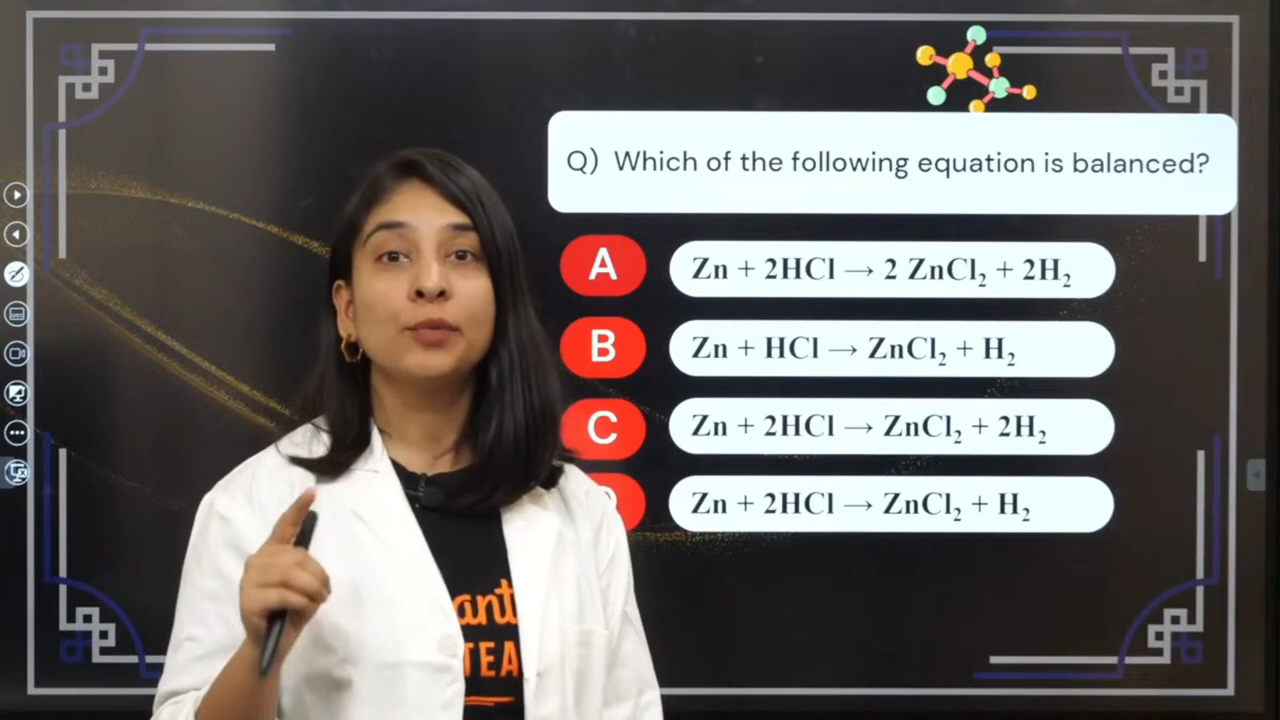 Q) Which of the following equation is balanced?
A Zn + 2HCl → 2 ZnCl₂ + 2H₂
B Zn + HCl → ZnCl₂ + H₂
C Zn + 2HCl → ZnCl₂ + 2H₂
Zn + 2HCl → ZnCl₂ + H₂